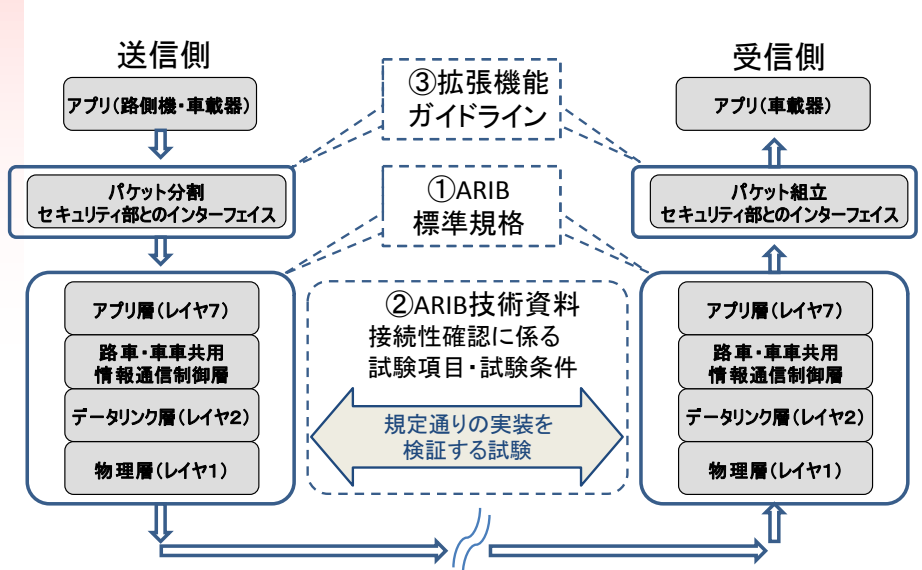 送信側
アプリ(路側機・車載器)
パケット分割
セキュリティ部とのインターフェイス
アプリ層(レイヤ7)
路車・車車共用
情報通信制御層
データリンク層(レイヤ2)
物理層(レイヤ1)
③拡張機能
ガイドライン
①ARIB
標準規格
②ARIB技術資料
接続性確認に係る
試験項目・試験条件
規定通りの実装を
検証する試験
受信側
アプリ(車載器)
パケット組立
セキュリティ部とのインターフェイス
アプリ層(レイヤ7)
路車・車車共用
情報通信制御層
データリンク層(レイヤ2)
物理層(レイヤ1)